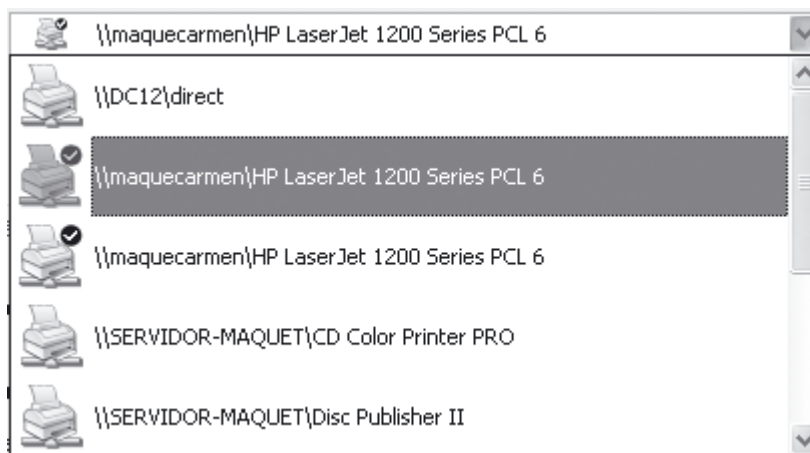 \\maquecarmen\HP LaserJet 1200 Series PCL 6
\\DC12\direct
\\maquecarmen\HP LaserJet 1200 Series PCL 6
\\maquecarmen\HP LaserJet 1200 Series PCL 6
\\SERVIDOR-MAQUET\CD Color Printer PRO
\\SERVIDOR-MAQUET\Disc Publisher II